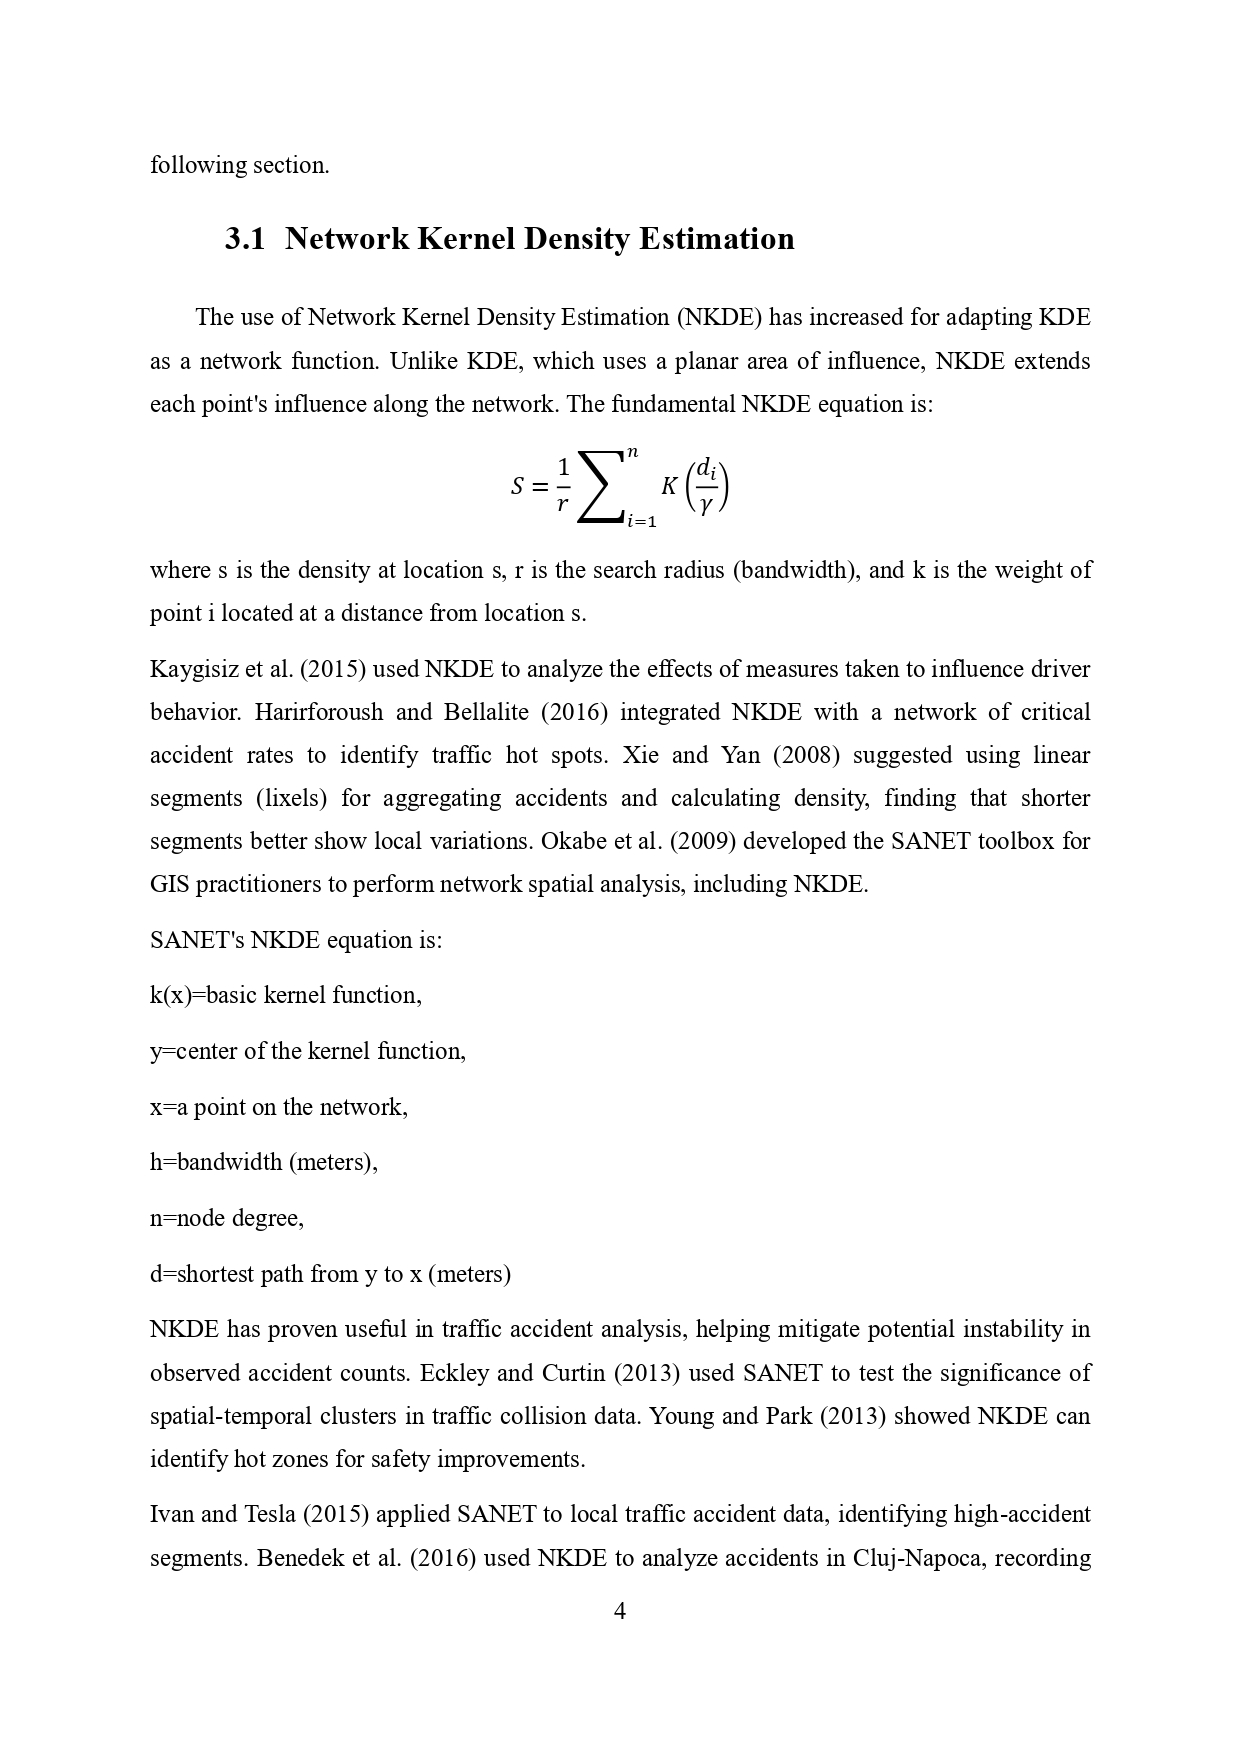 following section.
3.1 Network Kernel Density Estimation
The use of Network Kernel Density Estimation (NKDE) has increased for adapting KDE
as a network function. Unlike KDE, which uses a planar area of influence, NKDE extends
each point's influence along the network. The fundamental NKDE equation is:
S = \frac{1}{r} \sum_{i=1}^{n} K \left( \frac{d_i}{\gamma} \right)
where s is the density at location s, r is the search radius (bandwidth), and k is the weight of
point i located at a distance from location s.
Kaygisiz et al. (2015) used NKDE to analyze the effects of measures taken to influence driver
behavior. Harirforoush and Bellalite (2016) integrated NKDE with a network of critical
accident rates to identify traffic hot spots. Xie and Yan (2008) suggested using linear
segments (lixels) for aggregating accidents and calculating density, finding that shorter
segments better show local variations. Okabe et al. (2009) developed the SANET toolbox for
GIS practitioners to perform network spatial analysis, including NKDE.
SANET's NKDE equation is:
k(x)=basic kernel function,
y=center of the kernel function,
x=a point on the network,
h=bandwidth (meters),
n=node degree,
d=shortest path from y to x (meters)
NKDE has proven useful in traffic accident analysis, helping mitigate potential instability in
observed accident counts. Eckley and Curtin (2013) used SANET to test the significance of
spatial-temporal clusters in traffic collision data. Young and Park (2013) showed NKDE can
identify hot zones for safety improvements.
Ivan and Tesla (2015) applied SANET to local traffic accident data, identifying high-accident
segments. Benedek et al. (2016) used NKDE to analyze accidents in Cluj-Napoca, recording
4